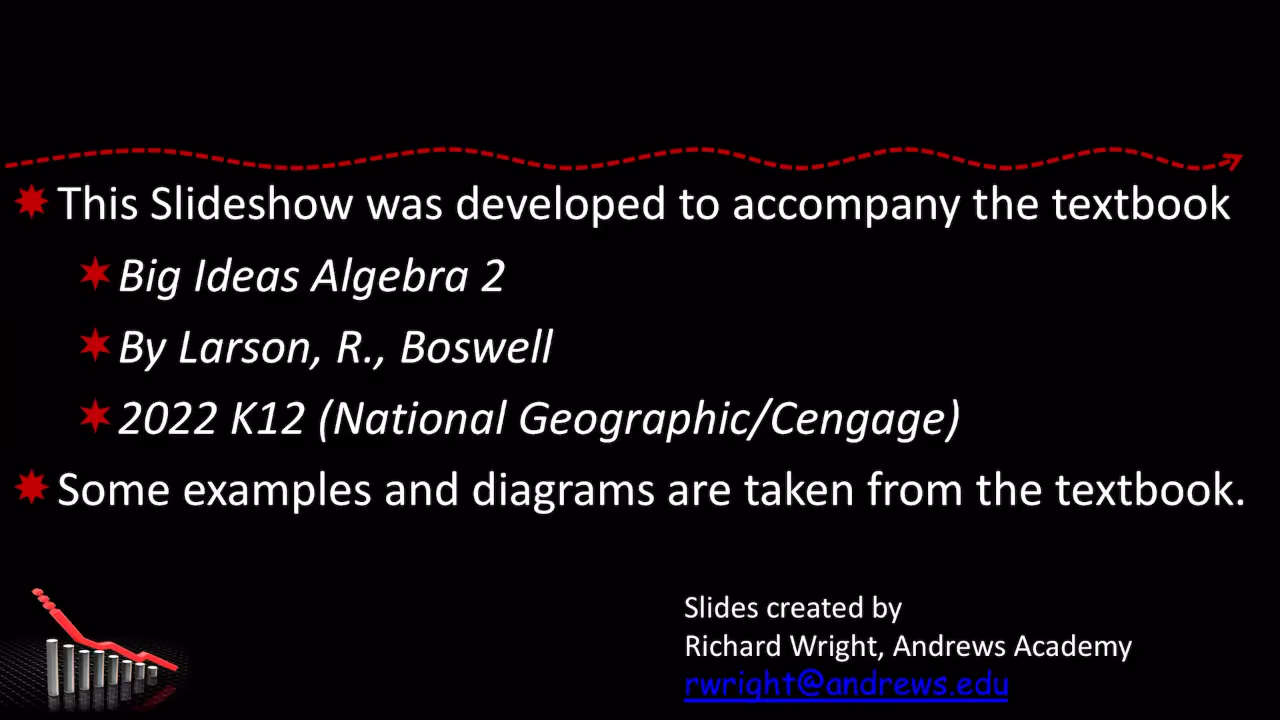 This Slideshow was developed to accompany the textbook
Big Ideas Algebra 2
By Larson, R., Boswell
2022 K12 (National Geographic/Cengage)
Some examples and diagrams are taken from the textbook.
Slides created by
Richard Wright, Andrews Academy
rwright@andrews.edu